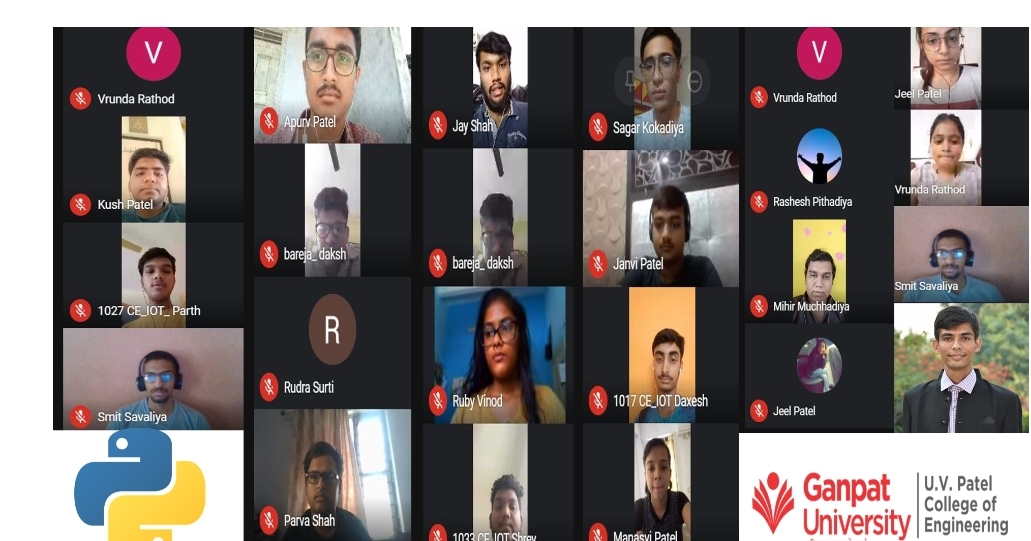 V
Vrunda Rathod
Kush Patel
1027 CE_IOT_ Parth
Smit Savaliya
Apurv Patel
bareja_ daksh
R
Rudra Surti
Parva Shah
Jay Shah
bareja_ daksh
Ruby Vinod
1033 CE IOT Shrey
Sagar Kokadiya
Janvi Patel
1017 CE_IOT Daxesh
Manasvi Patel
V
Vrunda Rathod
Rashesh Pithadiya
Mihir Muchhadiya
Jeel Patel
Jeel Patel
Vrunda Rathod
Smit Savaliya
Ganpat
University
U.V. Patel
College of
Engineering